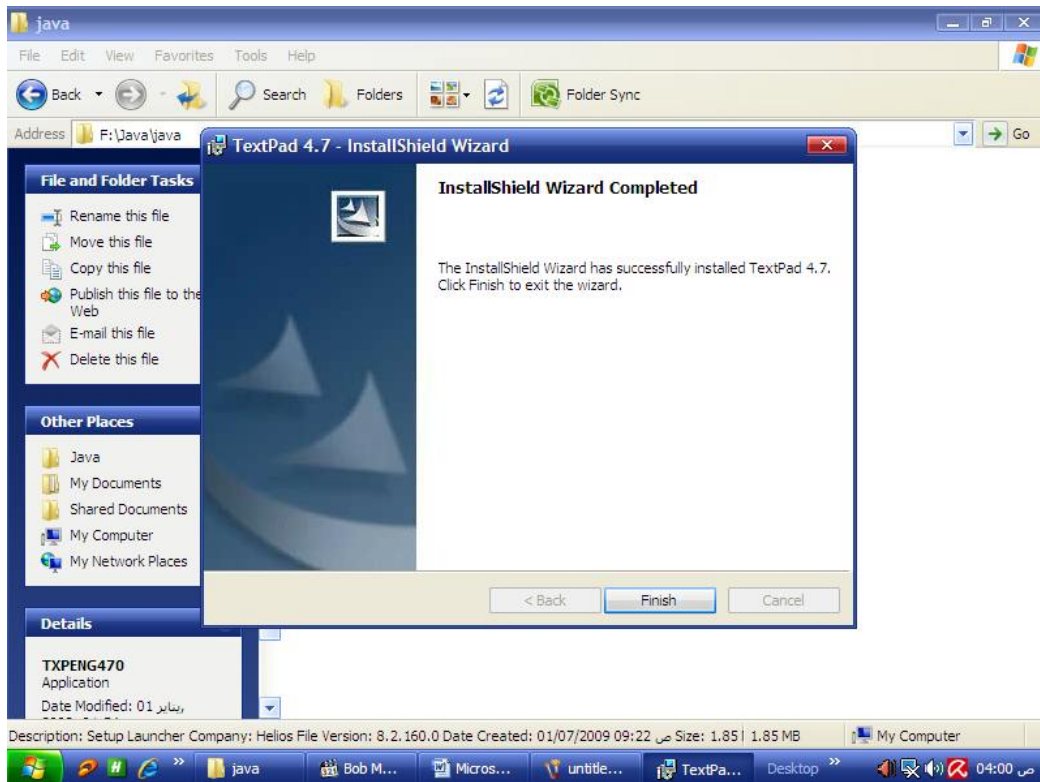 java
File Edit View Favorites Tools Help
Back Search Folders Folder Sync
Address F:\Java\java Go
TextPad 4.7 - InstallShield Wizard
InstallShield Wizard Completed
The InstallShield Wizard has successfully installed TextPad 4.7.
Click Finish to exit the wizard.
< Back Finish Cancel
File and Folder Tasks
Rename this file
Move this file
Copy this file
Publish this file to the
Web
E-mail this file
Delete this file
Other Places
Java
My Documents
Shared Documents
My Computer
My Network Places
Details
TXPENG470
Application
Date Modified: 01 يناير,
Description: Setup Launcher Company: Helios File Version: 8.2.160.0 Date Created: 01/07/2009 09:22 ص Size: 1.85 1.85 MB My Computer
java Bob M... Micros... untitle... TextPa... Desktop 04:00 ص